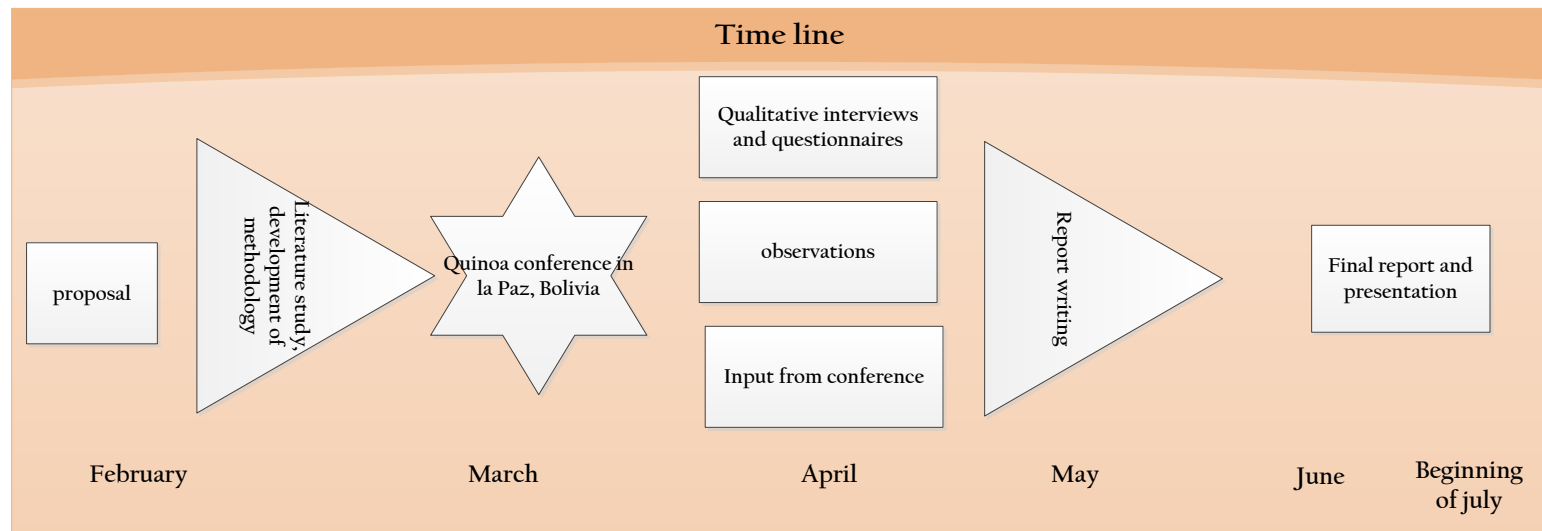 Time line
proposal
Literature study,
development of
methodology
Quinoa conference in
la Paz, Bolivia
Qualitative interviews
and questionnaires
observations
Input from conference
Report writing
Final report and
presentation
February
March
April
May
June
Beginning
of july